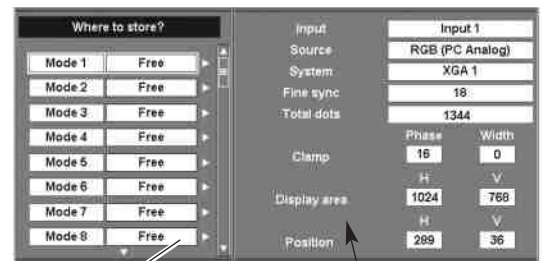 Where to store?
Mode 1 Free
Mode 2 Free
Mode 3 Free
Mode 4 Free
Mode 5 Free
Mode 6 Free
Mode 7 Free
Mode 8 Free
Input Input 1
Source RGB (PC Analog)
System XGA 1
Fine sync 18
Total dots 1344
Phase Width
Clamp 16 0
H V
Display area 1024 768
H V
Position 289 36